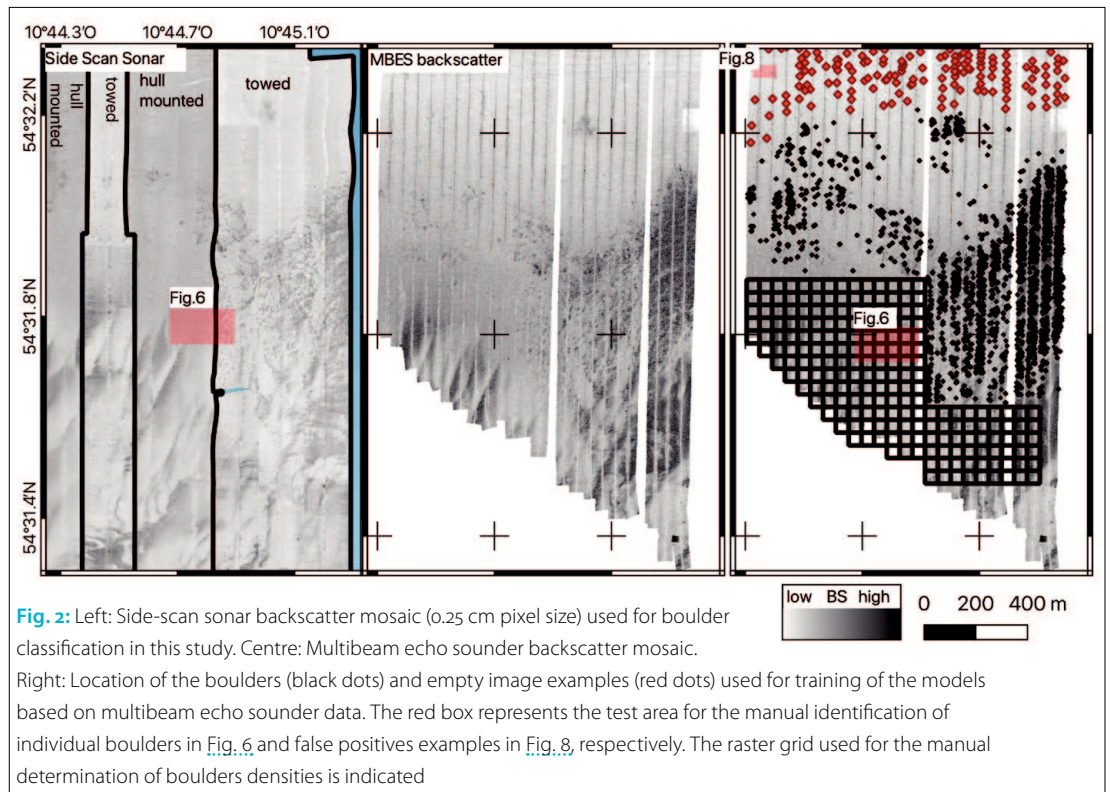 10°44.3'O 10°44.7'O 10°45.1'O
Side Scan Sonar
hull mounted
towed
hull mounted
towed
MBES backscatter
Fig.8
54°32.2'N
54°31.8'N
54°31.4'N
Fig.6
Fig.6
low BS high
0 200 400 m
Fig. 2: Left: Side-scan sonar backscatter mosaic (0.25 cm pixel size) used for boulder
classification in this study. Centre: Multibeam echo sounder backscatter mosaic.
Right: Location of the boulders (black dots) and empty image examples (red dots) used for training of the models
based on multibeam echo sounder data. The red box represents the test area for the manual identification of
individual boulders in Fig. 6 and false positives examples in Fig. 8, respectively. The raster grid used for the manual
determination of boulders densities is indicated